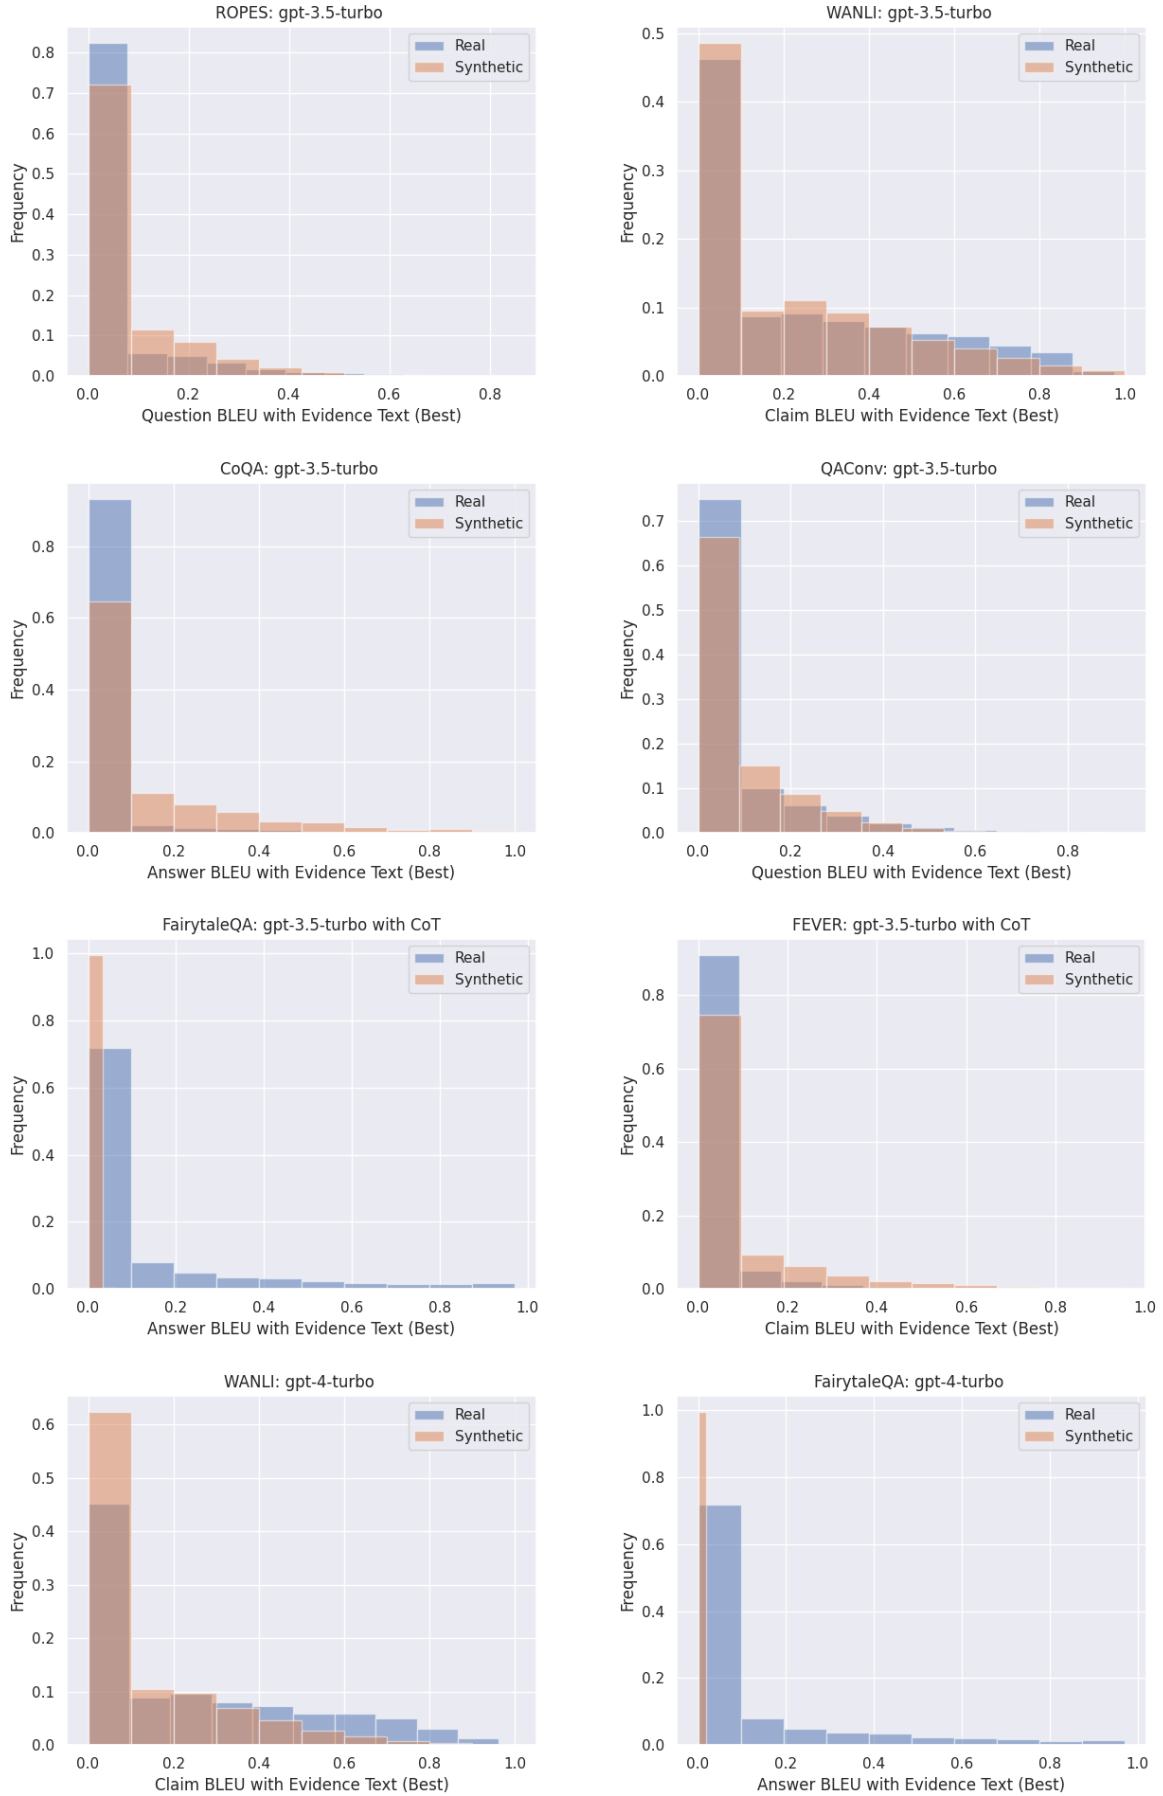 ROPES: gpt-3.5-turbo
Real
Synthetic
0.8
0.7
0.6
0.5
0.4
0.3
0.2
0.1
0.0
Frequency
0.0 0.2 0.4 0.6 0.8
Question BLEU with Evidence Text (Best)
WANLI: gpt-3.5-turbo
Real
Synthetic
0.5
0.4
0.3
0.2
0.1
0.0
Frequency
0.0 0.2 0.4 0.6 0.8 1.0
Claim BLEU with Evidence Text (Best)
CoQA: gpt-3.5-turbo
Real
Synthetic
0.8
0.6
0.4
0.2
0.0
Frequency
0.0 0.2 0.4 0.6 0.8 1.0
Answer BLEU with Evidence Text (Best)
QAConv: gpt-3.5-turbo
Real
Synthetic
0.7
0.6
0.5
0.4
0.3
0.2
0.1
0.0
Frequency
0.0 0.2 0.4 0.6 0.8
Question BLEU with Evidence Text (Best)
FairytaleQA: gpt-3.5-turbo with CoT
Real
Synthetic
1.0
0.8
0.6
0.4
0.2
0.0
Frequency
0.0 0.2 0.4 0.6 0.8 1.0
Answer BLEU with Evidence Text (Best)
FEVER: gpt-3.5-turbo with CoT
Real
Synthetic
0.8
0.6
0.4
0.2
0.0
Frequency
0.0 0.2 0.4 0.6 0.8 1.0
Claim BLEU with Evidence Text (Best)
WANLI: gpt-4-turbo
Real
Synthetic
0.6
0.5
0.4
0.3
0.2
0.1
0.0
Frequency
0.0 0.2 0.4 0.6 0.8 1.0
Claim BLEU with Evidence Text (Best)
FairytaleQA: gpt-4-turbo
Real
Synthetic
1.0
0.8
0.6
0.4
0.2
0.0
Frequency
0.0 0.2 0.4 0.6 0.8 1.0
Answer BLEU with Evidence Text (Best)